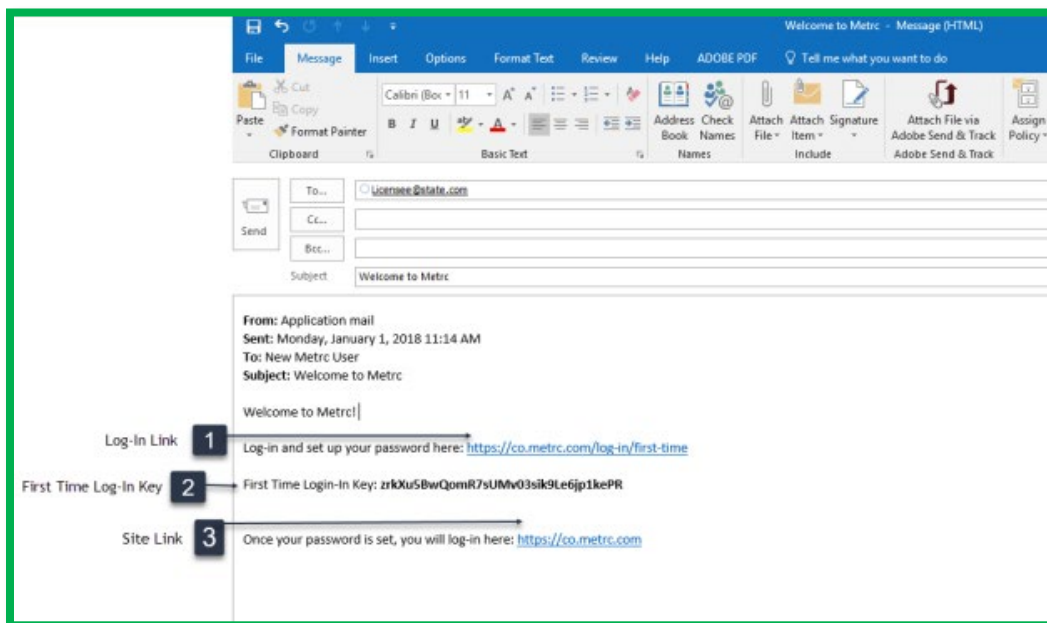 Welcome to Metrc - Message (HTML)
File Message Insert Options Format Text Review Help ADOBE PDF Tell me what you want to do
Cut
Copy
Paste
Format Painter
Clipboard
Calibri (Boc 11
A A
B I U A
Basic Text
Address Book
Check Names
Names
Attach File
Attach Item
Signature
Include
Attach File via Adobe Send & Track
Adobe Send & Track
Assign Policy
Send
To...
Licensee@state.com
Cc...
Bcc...
Subject Welcome to Metrc
From: Application mail
Sent: Monday, January 1, 2018 11:14 AM
To: New Metrc User
Subject: Welcome to Metrc
Welcome to Metrc!
Log-In Link 1
Log-in and set up your password here: https://co.metrc.com/log-in/first-time
First Time Log-In Key 2
First Time Login-In Key: zrkXuSBwQomR7sUMv03sik9Le6jp1kePR
Site Link 3
Once your password is set, you will log-in here: https://co.metrc.com